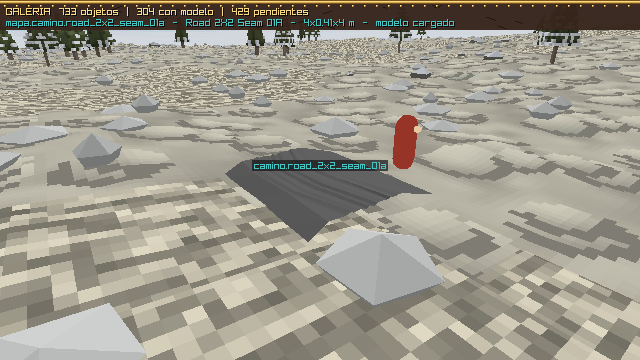 GALERIA 733 objetos | 304 con modelo | 429 pendientes
mapa.camino.road_2x2_seam_01a - Road 2X2 Seam 01A - 4x0.41x4 m - modelo cargado
camino.road_2x2_seam_01a